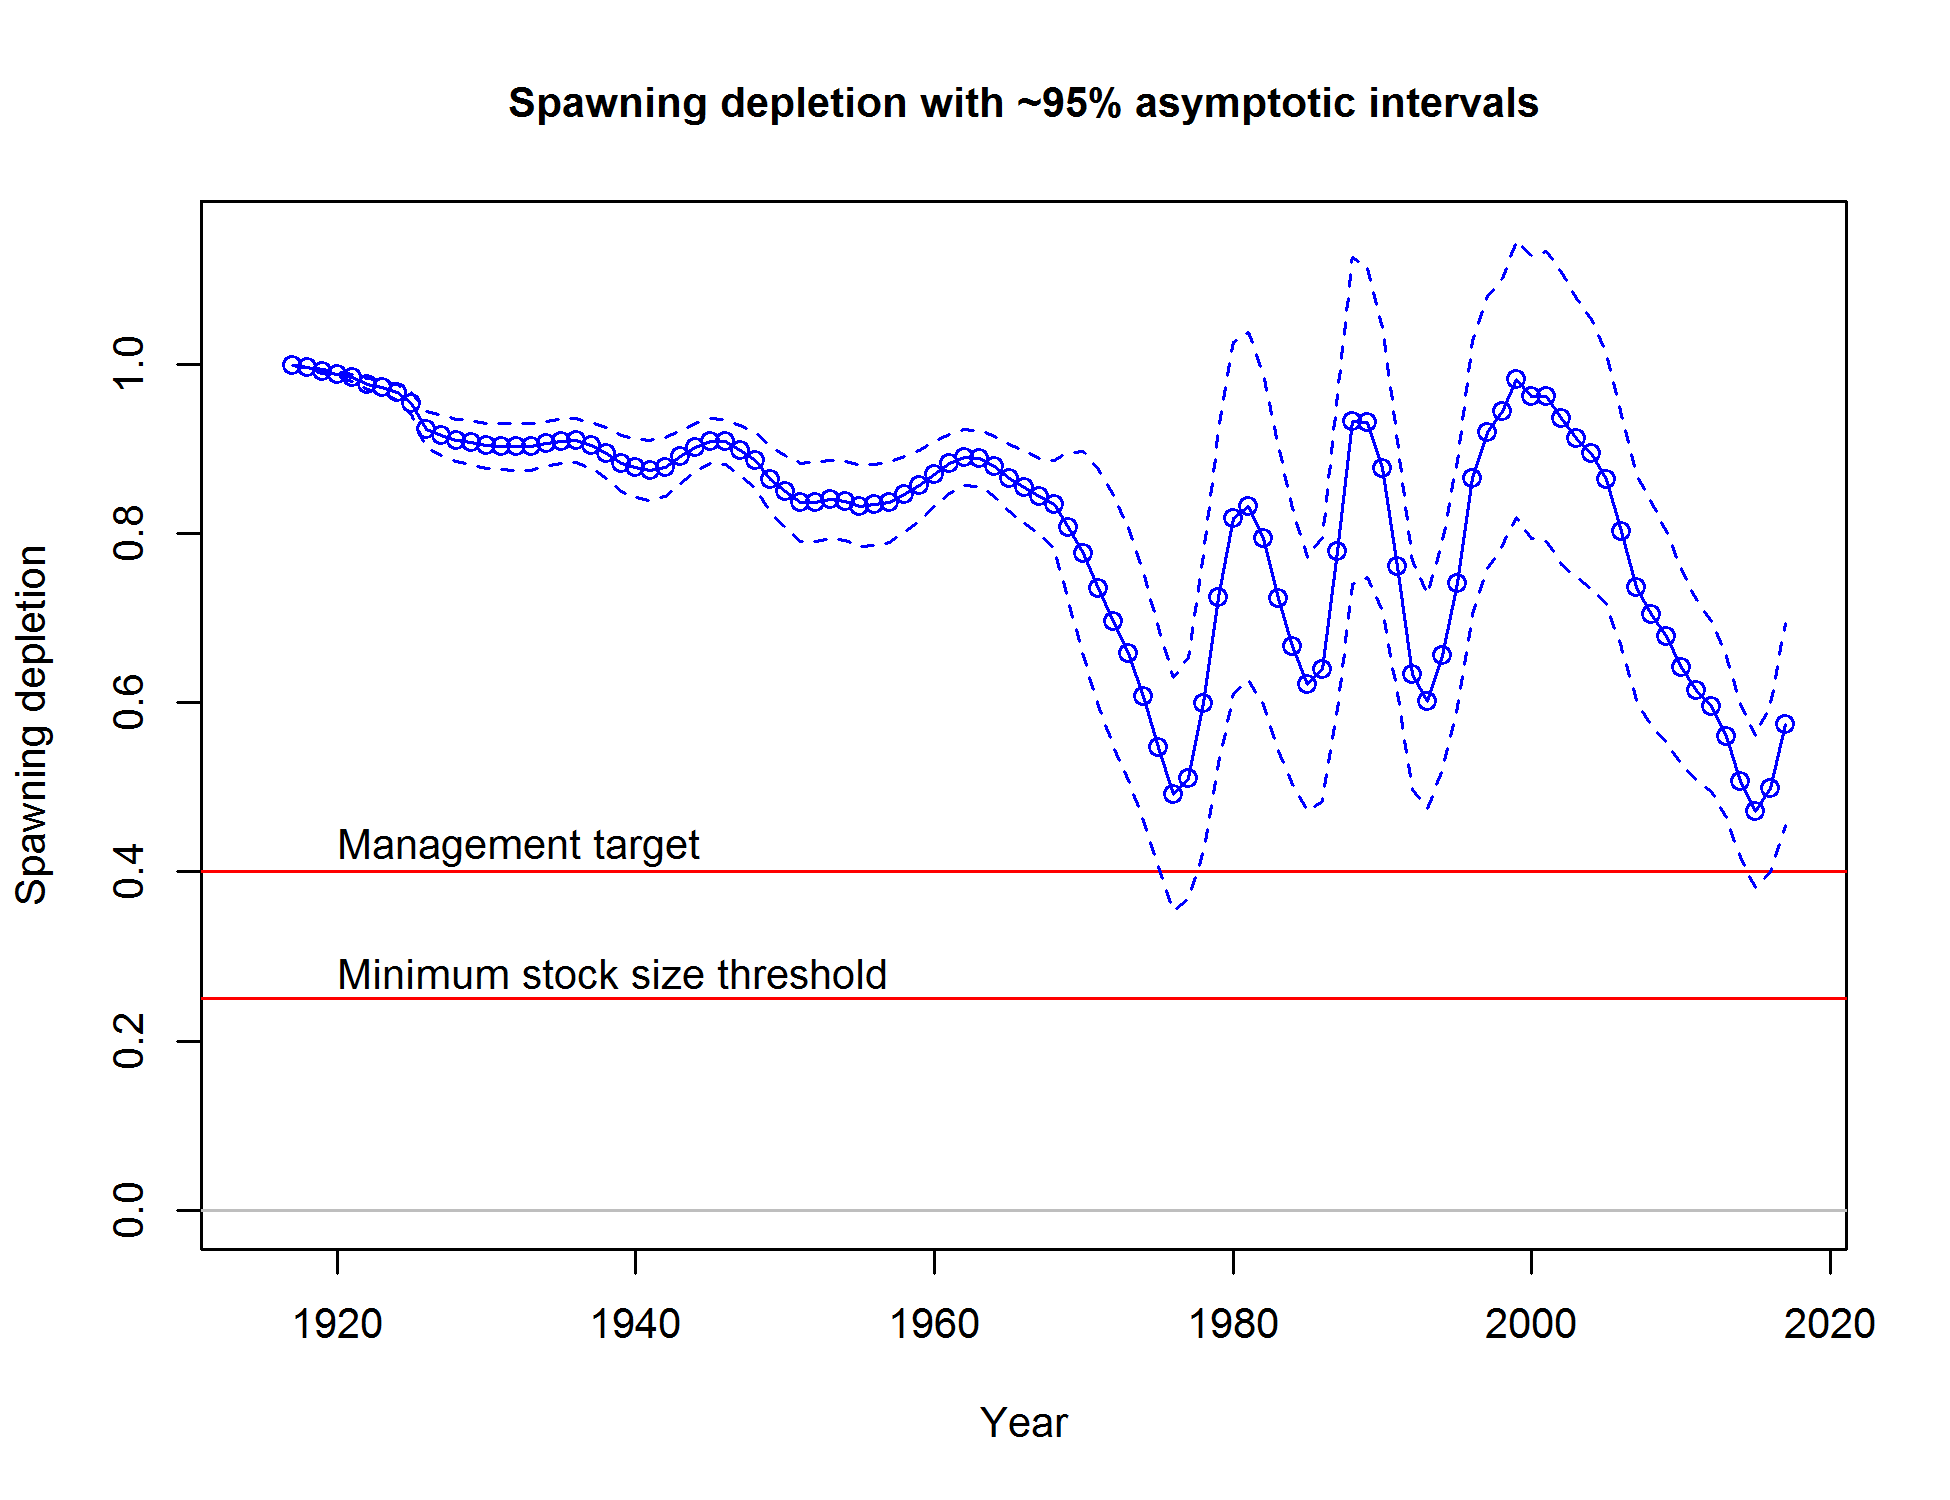 Spawning depletion with ~95% asymptotic intervals
Spawning depletion
1.0
0.8
0.6
0.4
0.2
0.0
Management target
Minimum stock size threshold
1920
1940
1960
1980
2000
2020
Year